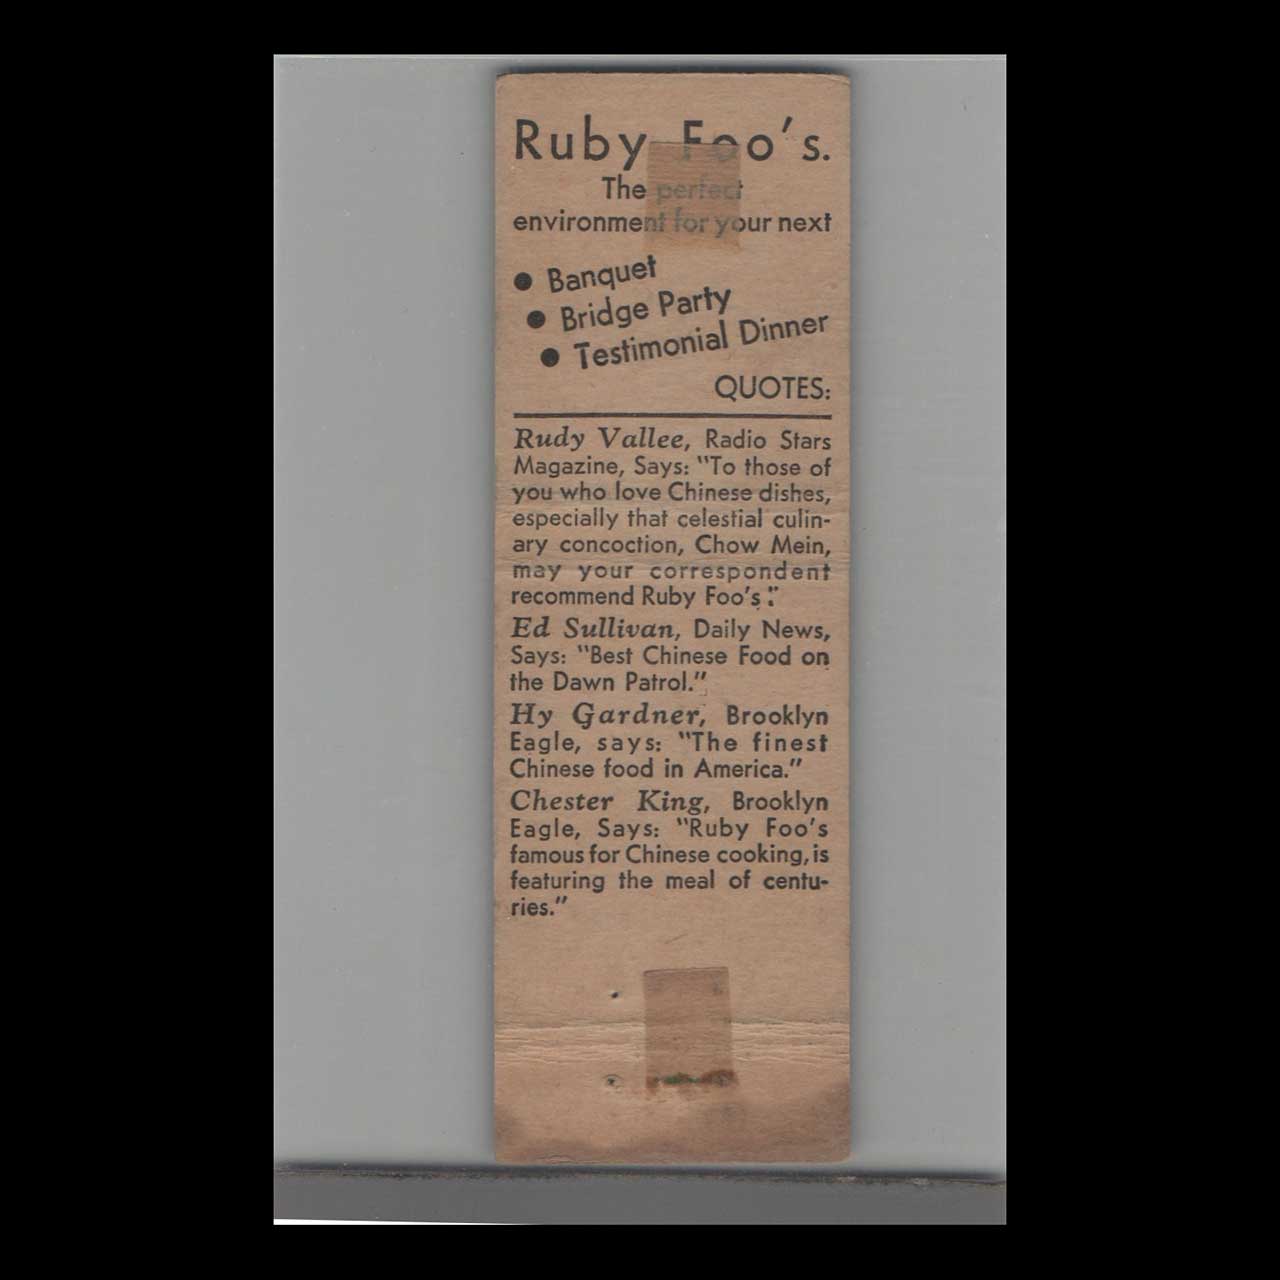 Ruby Foo's.
The perfect
environment for your next
● Banquet
● Bridge Party
● Testimonial Dinner
QUOTES:
Rudy Vallee, Radio Stars
Magazine, Says: "To those of
you who love Chinese dishes,
especially that celestial culin-
ary concoction, Chow Mein,
may your correspondent
recommend Ruby Foo's."
Ed Sullivan, Daily News,
Says: "Best Chinese Food on
the Dawn Patrol."
Hy Gardner, Brooklyn
Eagle, says: "The finest
Chinese food in America."
Chester King, Brooklyn
Eagle, Says: "Ruby Foo's
famous for Chinese cooking, is
featuring the meal of centu-
ries."